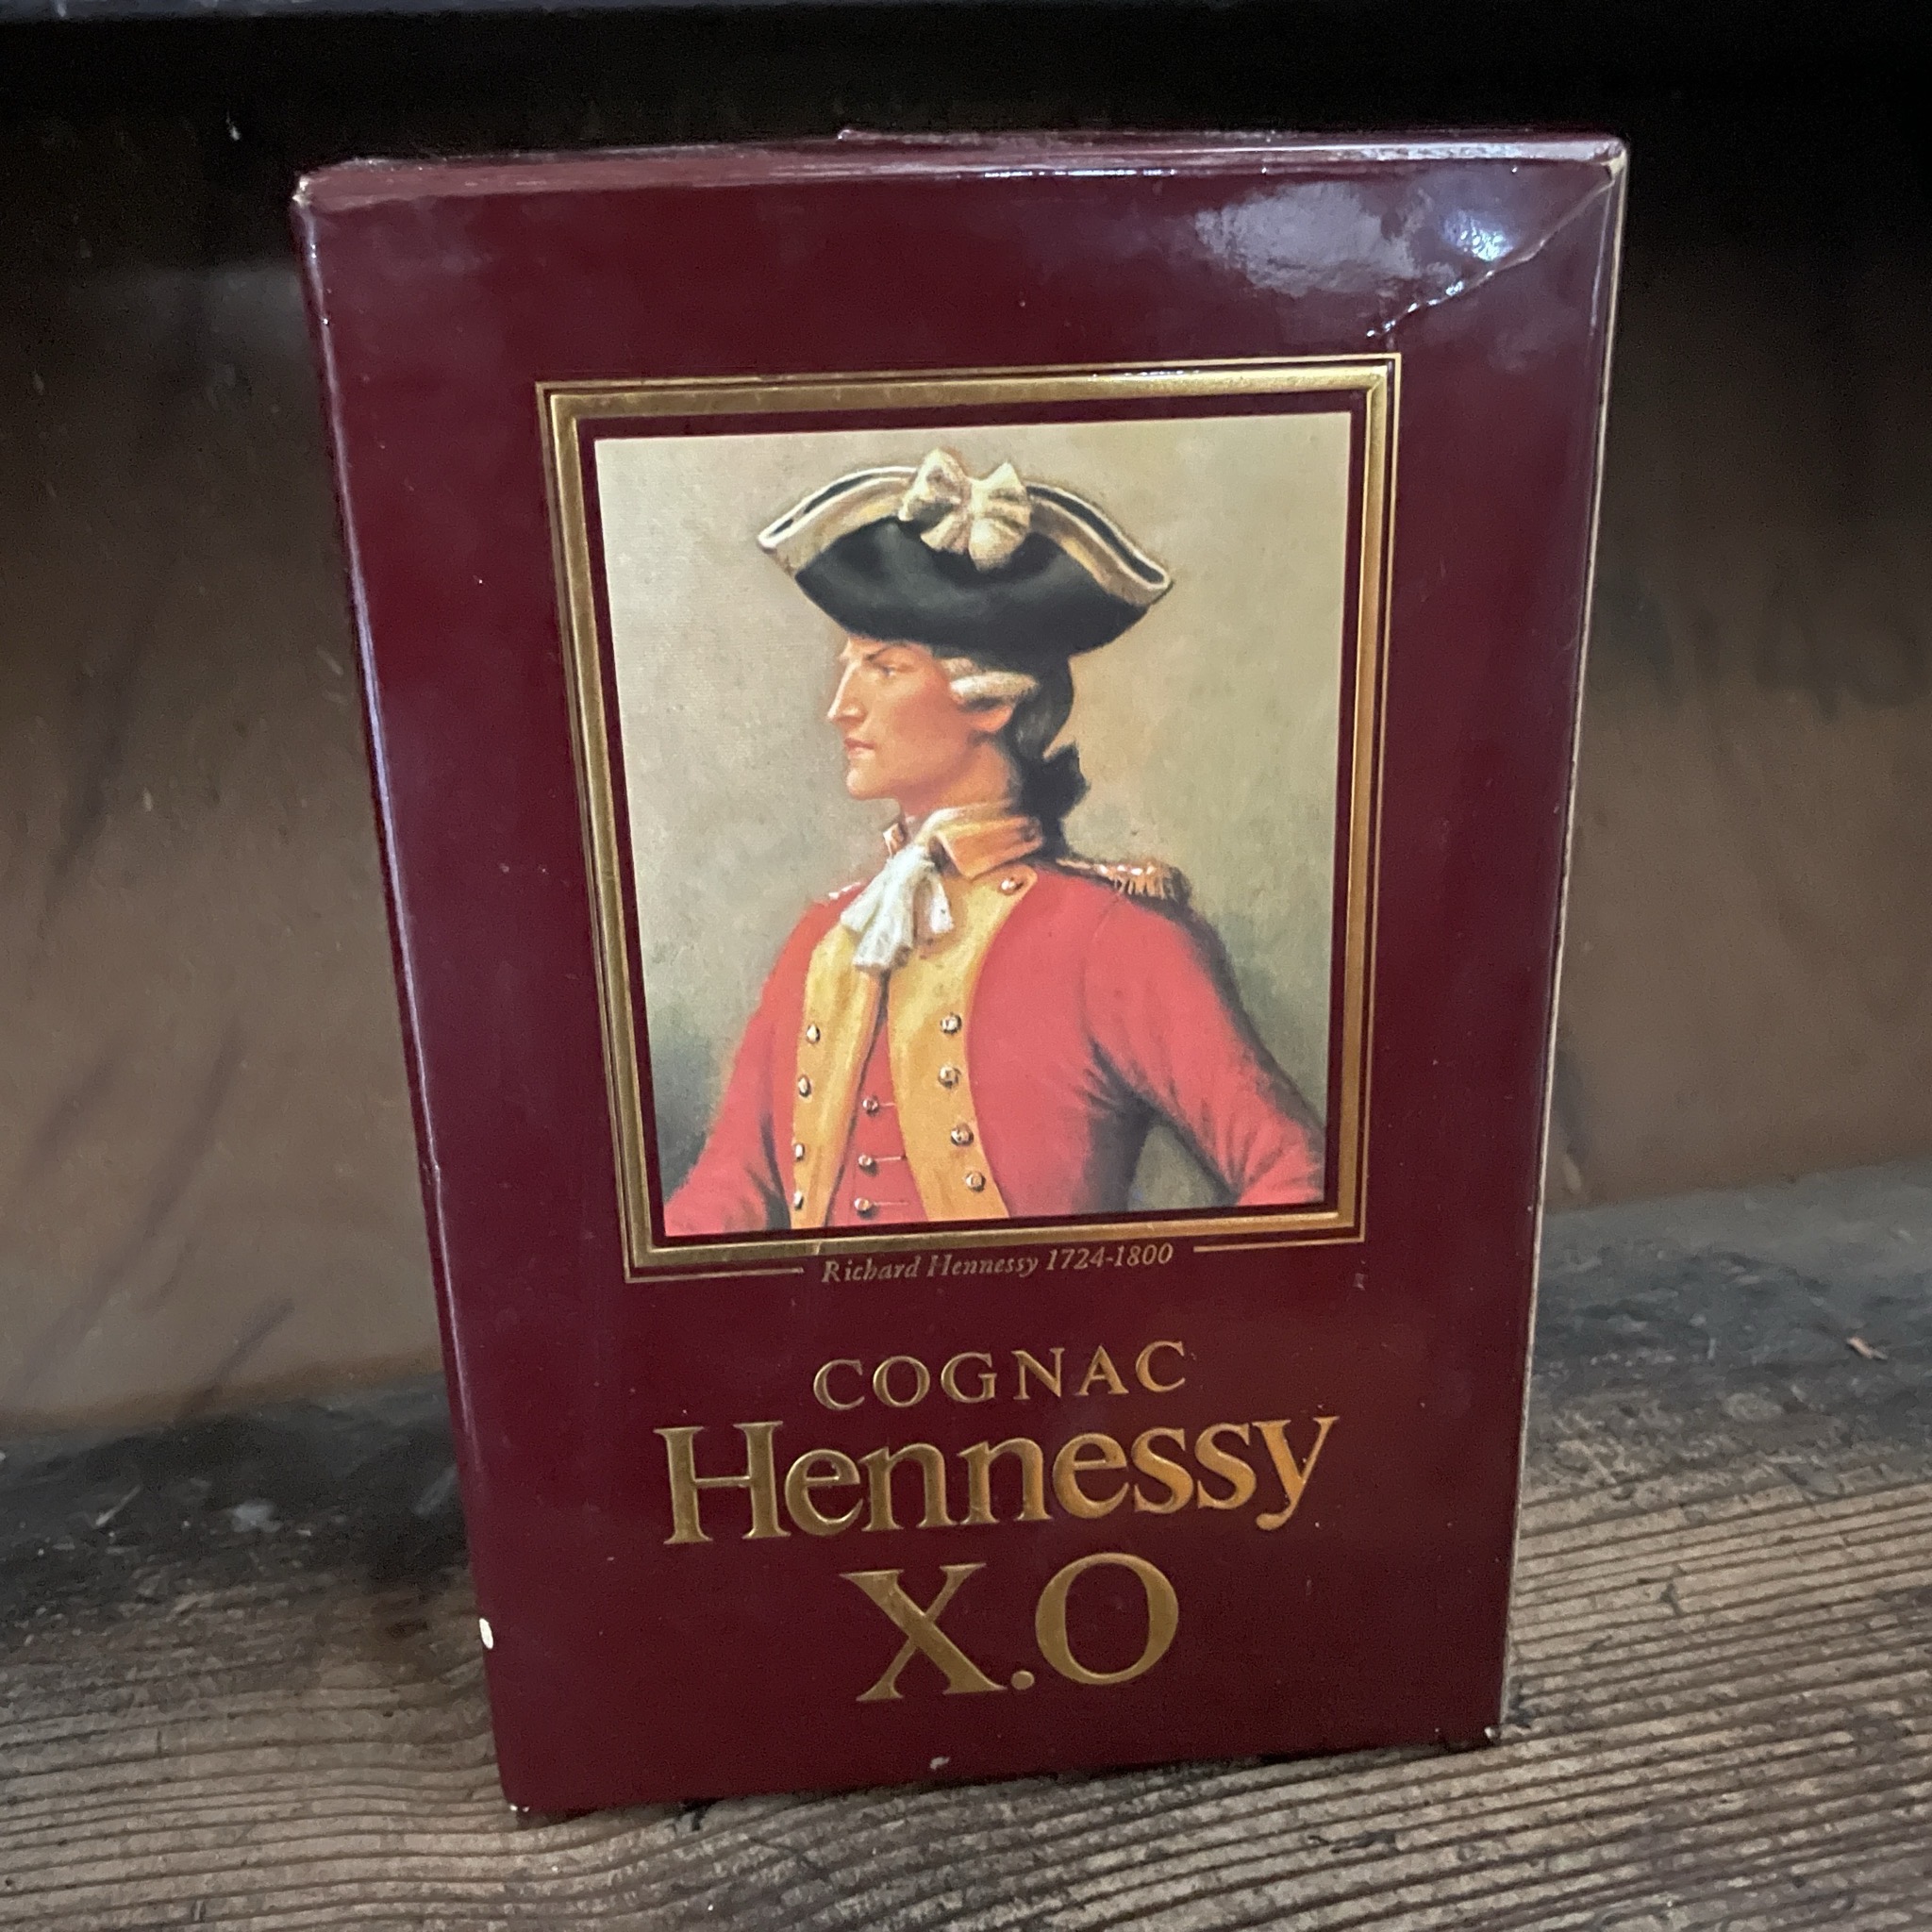 Richard Hennessy 1724-1800
COGNAC
Hennessy
X.O